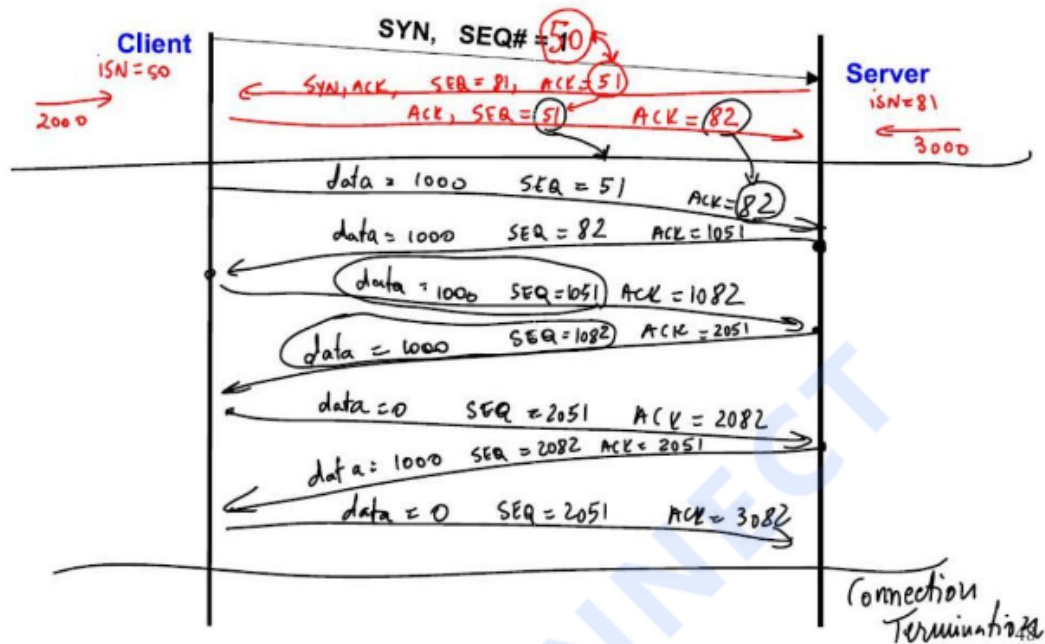 SYN, SEQ# = 50
Client
iSN=50
Server
iSN=81
SYN, ACK, SEQ = 81, ACK = 51
2000
ACK, SEQ = 51 ACK = 82
3000
data = 1000 SEQ = 51 ACK = 82
data = 1000 SEQ = 82 ACK = 1051
data = 1000 SEQ = 1051 ACK = 1082
data = 1000 SEQ = 1082 ACK = 2051
data = 0 SEQ = 2051 ACK = 2082
data = 1000 SEQ = 2082 ACK = 2051
data = 0 SEQ = 2051 ACK = 3082
Connection
Termination
NNECT